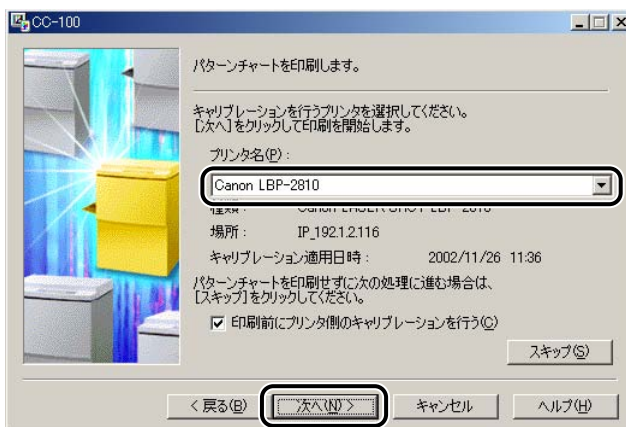 CC-100
パターンチャートを印刷します。
キャリブレーションを行うプリンタを選択してください。
[次へ]をクリックして印刷を開始します。
プリンタ名(P):
Canon LBP-2810
場所: IP_192.1.2.116
キャリブレーション適用日時: 2002/11/26 11:36
パターンチャートを印刷せずに次の処理に進む場合は、
[スキップ]をクリックしてください。
印刷前にプリンタ側のキャリブレーションを行う(C)
スキップ(S)
< 戻る(B) 次へ(N) > キャンセル ヘルプ(H)